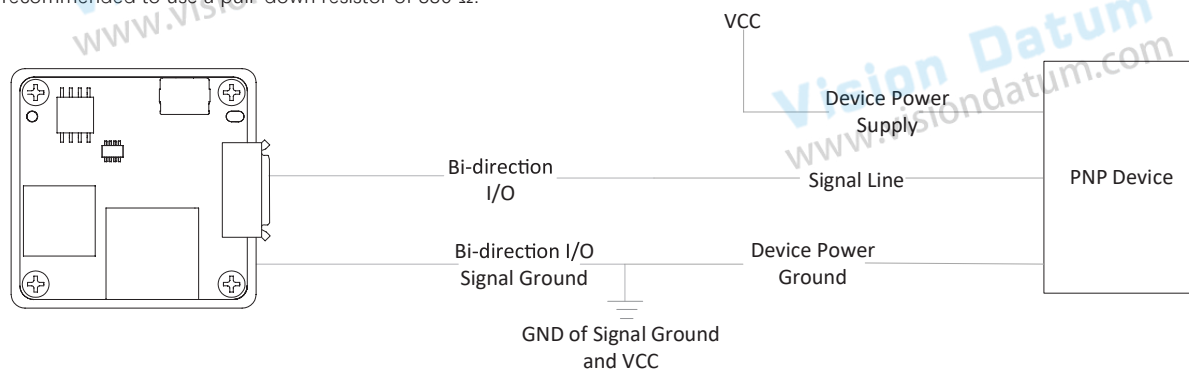 recommended to use a pull-down resistor of 330 Ω.
VCC
Vision Datum
www.visiondatum.com
www.visiondatum.com
Device Power
Supply
Bi-direction
I/O
Signal Line
PNP Device
Bi-direction I/O
Signal Ground
Device Power
Ground
GND of Signal Ground
and VCC